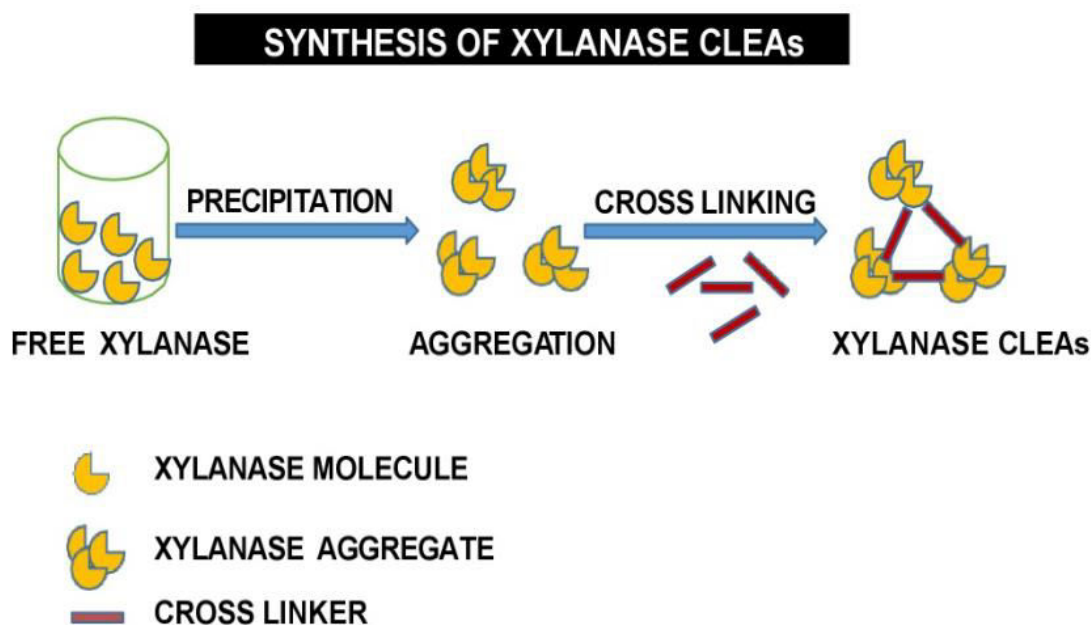 SYNTHESIS OF XYLANASE CLEAs
PRECIPITATION
CROSS LINKING
FREE XYLANASE
AGGREGATION
XYLANASE CLEAs
XYLANASE MOLECULE
XYLANASE AGGREGATE
CROSS LINKER